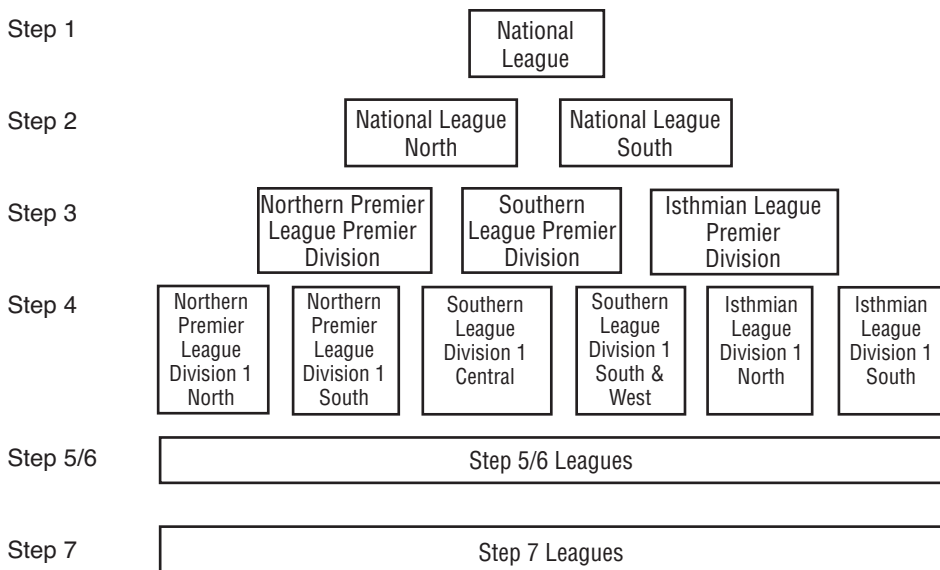 Step 1
National
League
Step 2
National League
North
National League
South
Step 3
Northern Premier
League Premier
Division
Southern
League Premier
Division
Isthmian League
Premier
Division
Step 4
Northern
Premier
League
Division 1
North
Northern
Premier
League
Division 1
South
Southern
League
Division 1
Central
Southern
League
Division 1
South &
West
Isthmian
League
Division 1
North
Isthmian
League
Division 1
South
Step 5/6
Step 5/6 Leagues
Step 7
Step 7 Leagues